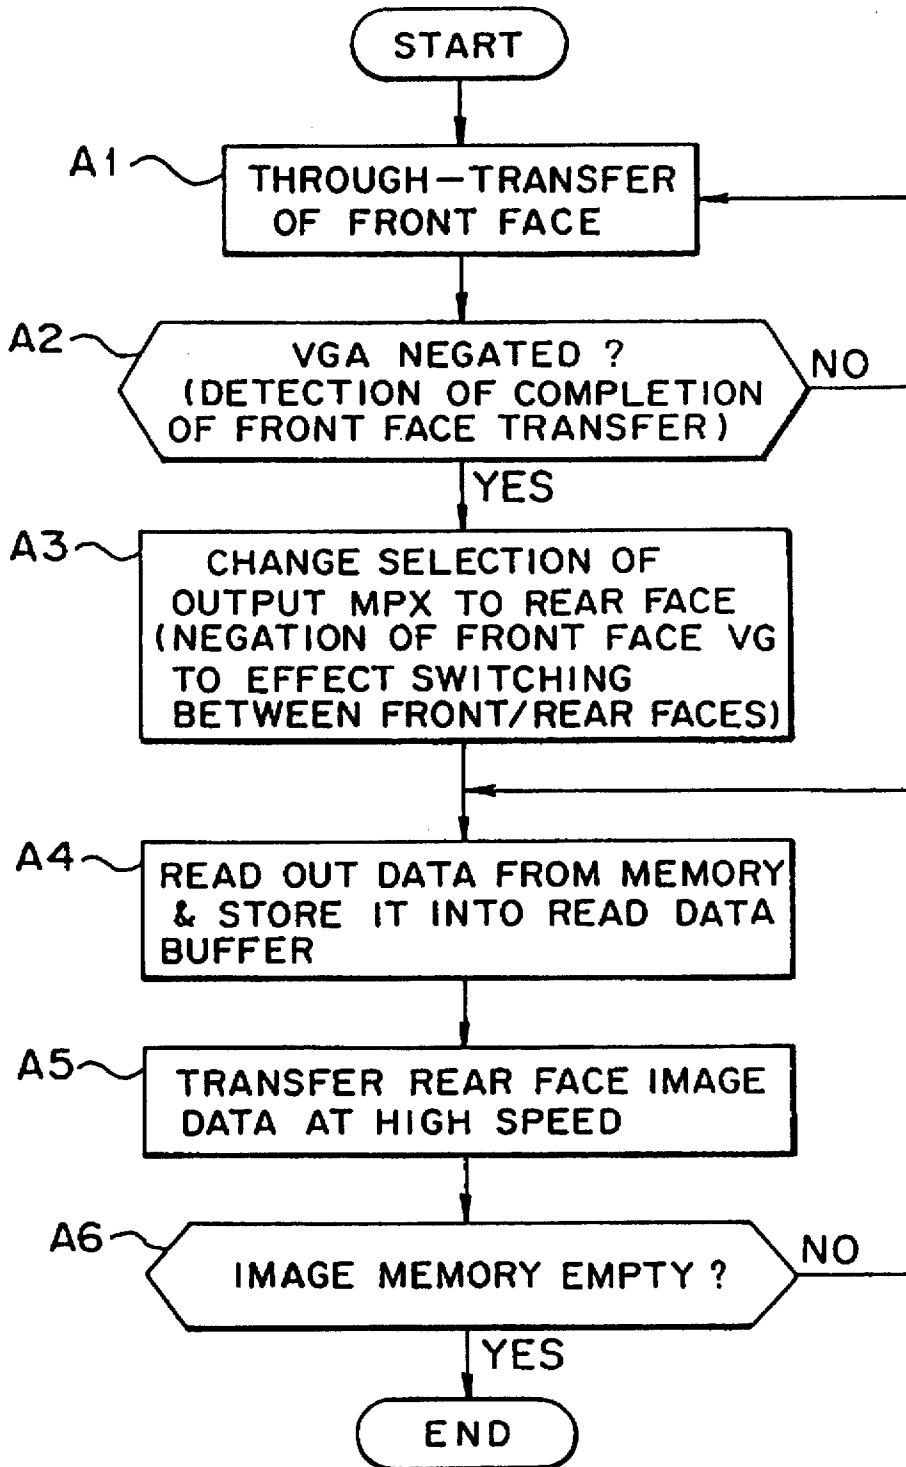 START
A1
THROUGH-TRANSFER
OF FRONT FACE
A2
VGA NEGATED ?
(DETECTION OF COMPLETION
OF FRONT FACE TRANSFER)
NO
YES
A3
CHANGE SELECTION OF
OUTPUT MPX TO REAR FACE
(NEGATION OF FRONT FACE VG
TO EFFECT SWITCHING
BETWEEN FRONT/REAR FACES)
A4
READ OUT DATA FROM MEMORY
& STORE IT INTO READ DATA
BUFFER
A5
TRANSFER REAR FACE IMAGE
DATA AT HIGH SPEED
A6
IMAGE MEMORY EMPTY ?
NO
YES
END